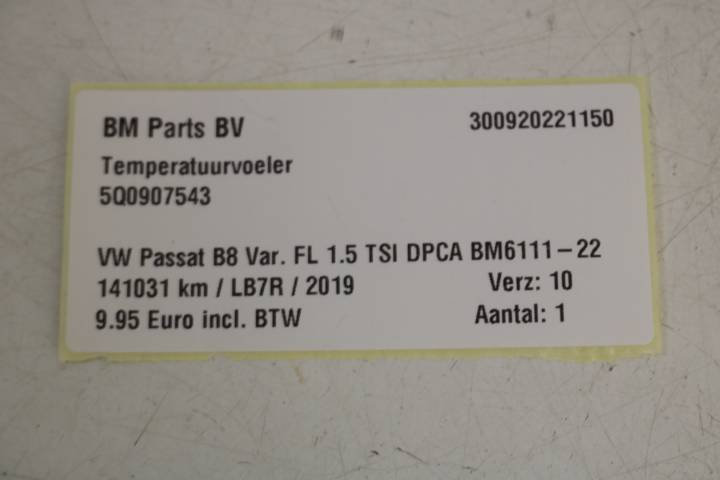 BM Parts BV 300920221150
Temperatuurvoeler
5Q0907543
VW Passat B8 Var. FL 1.5 TSI DPCA BM6111-22
141031 km / LB7R / 2019 Verz: 10
9.95 Euro incl. BTW Aantal: 1